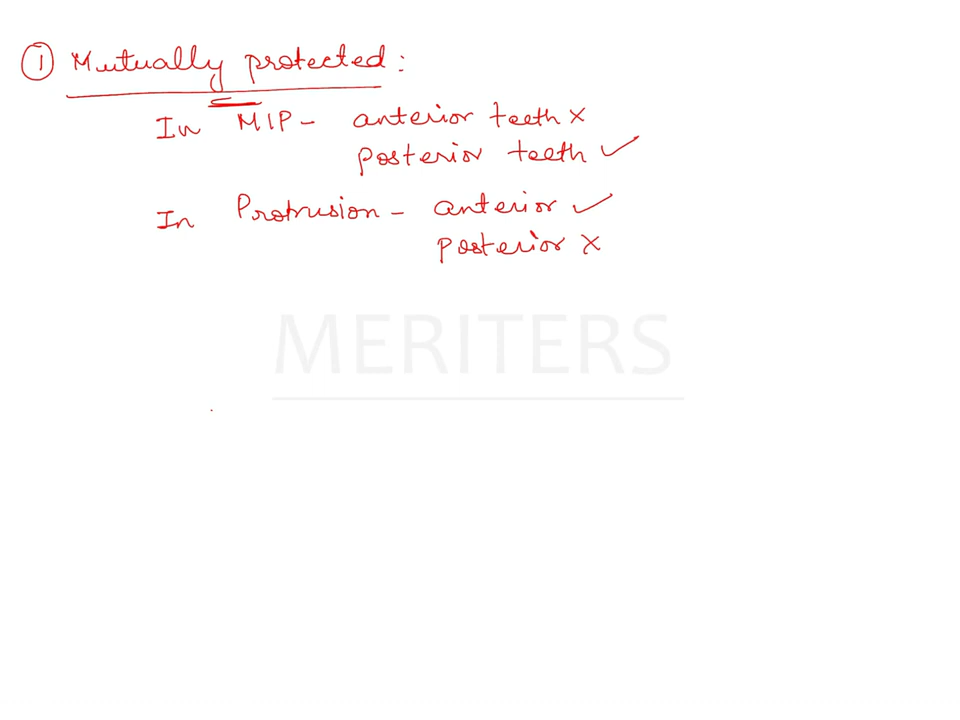 ① Mutually protected :
In MIP - anterior teeth x
posterior teeth ✓
In Protrusion - anterior ✓
posterior x
MERITERS